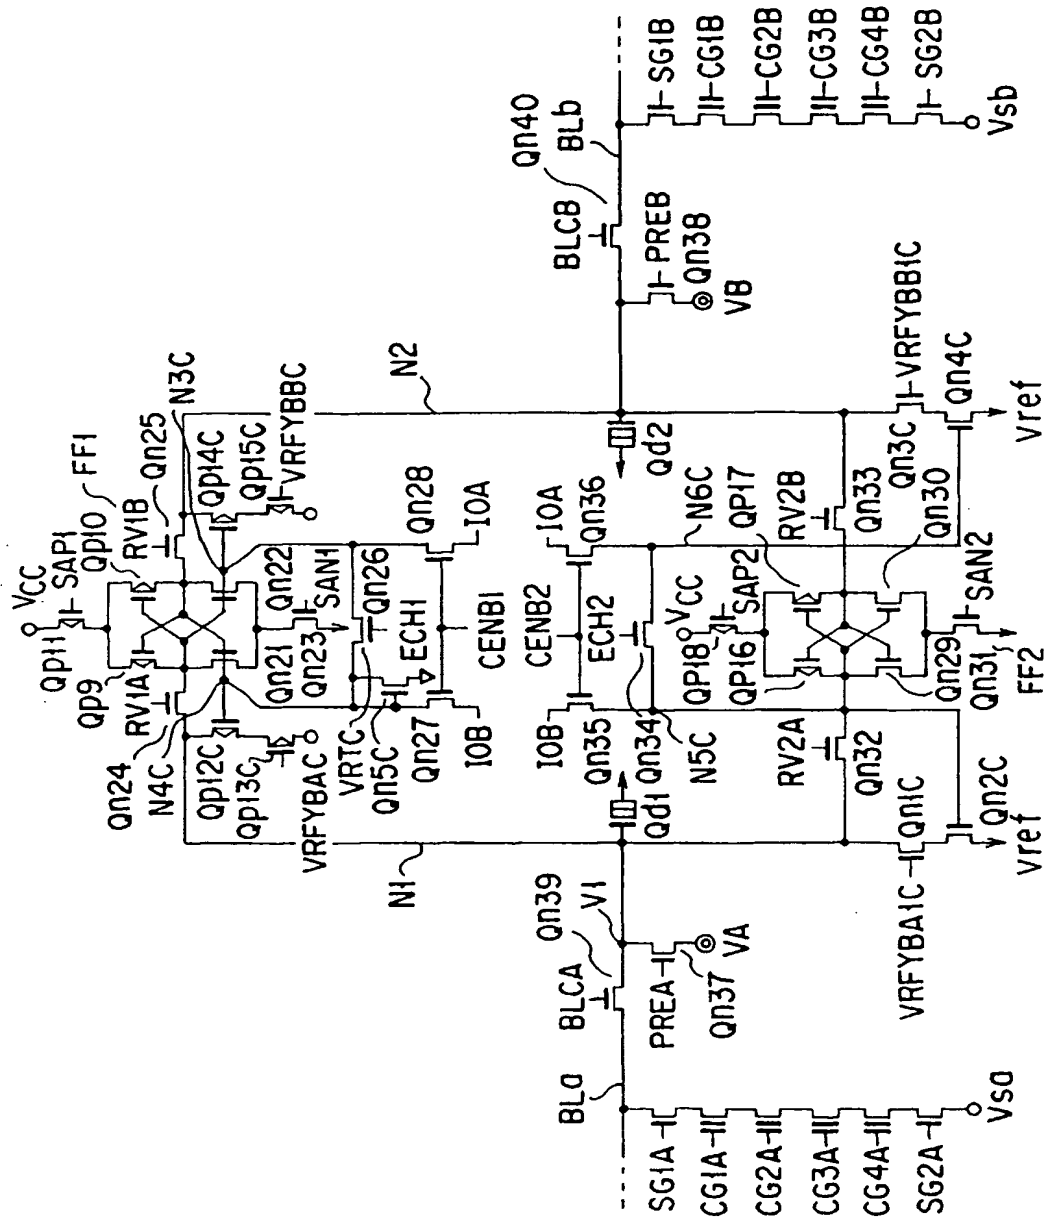 VCC
Qp11
SAP1
Qp9
Qp10
FF1
RV1A
RV1B
Qn25
N3C
Qn24
N4C
Qp12C
Qp13C
VRFYBAC
Qp14C
Qp15C
VRFYBBC
Qn21
Qn22
Qn23
SAN1
VRTC
Qn26
Qn5C
ECH1
Qn27
Qn28
IOB
IOA
CENB1
N1
N2
CENB2
IOB
IOA
ECH2
Qn35
Qn36
Qn34
N5C
N6C
Qd1
Qd2
BLa
BLCA
Qn39
V1
PREA
VA
Qn37
BLCB
Qn40
BLb
PREB
Qn38
VB
SG1A
CG1A
CG2A
CG3A
CG4A
SG2A
Vsa
SG1B
CG1B
CG2B
CG3B
CG4B
SG2B
Vsb
VCC
QP18
SAP2
QP16
QP17
RV2A
RV2B
Qn32
Qn33
Qn29
Qn30
Qn31
SAN2
FF2
VRFYBA1C
Qn1C
Qn2C
Vref
VRFYBB1C
Qn3C
Qn4C
Vref